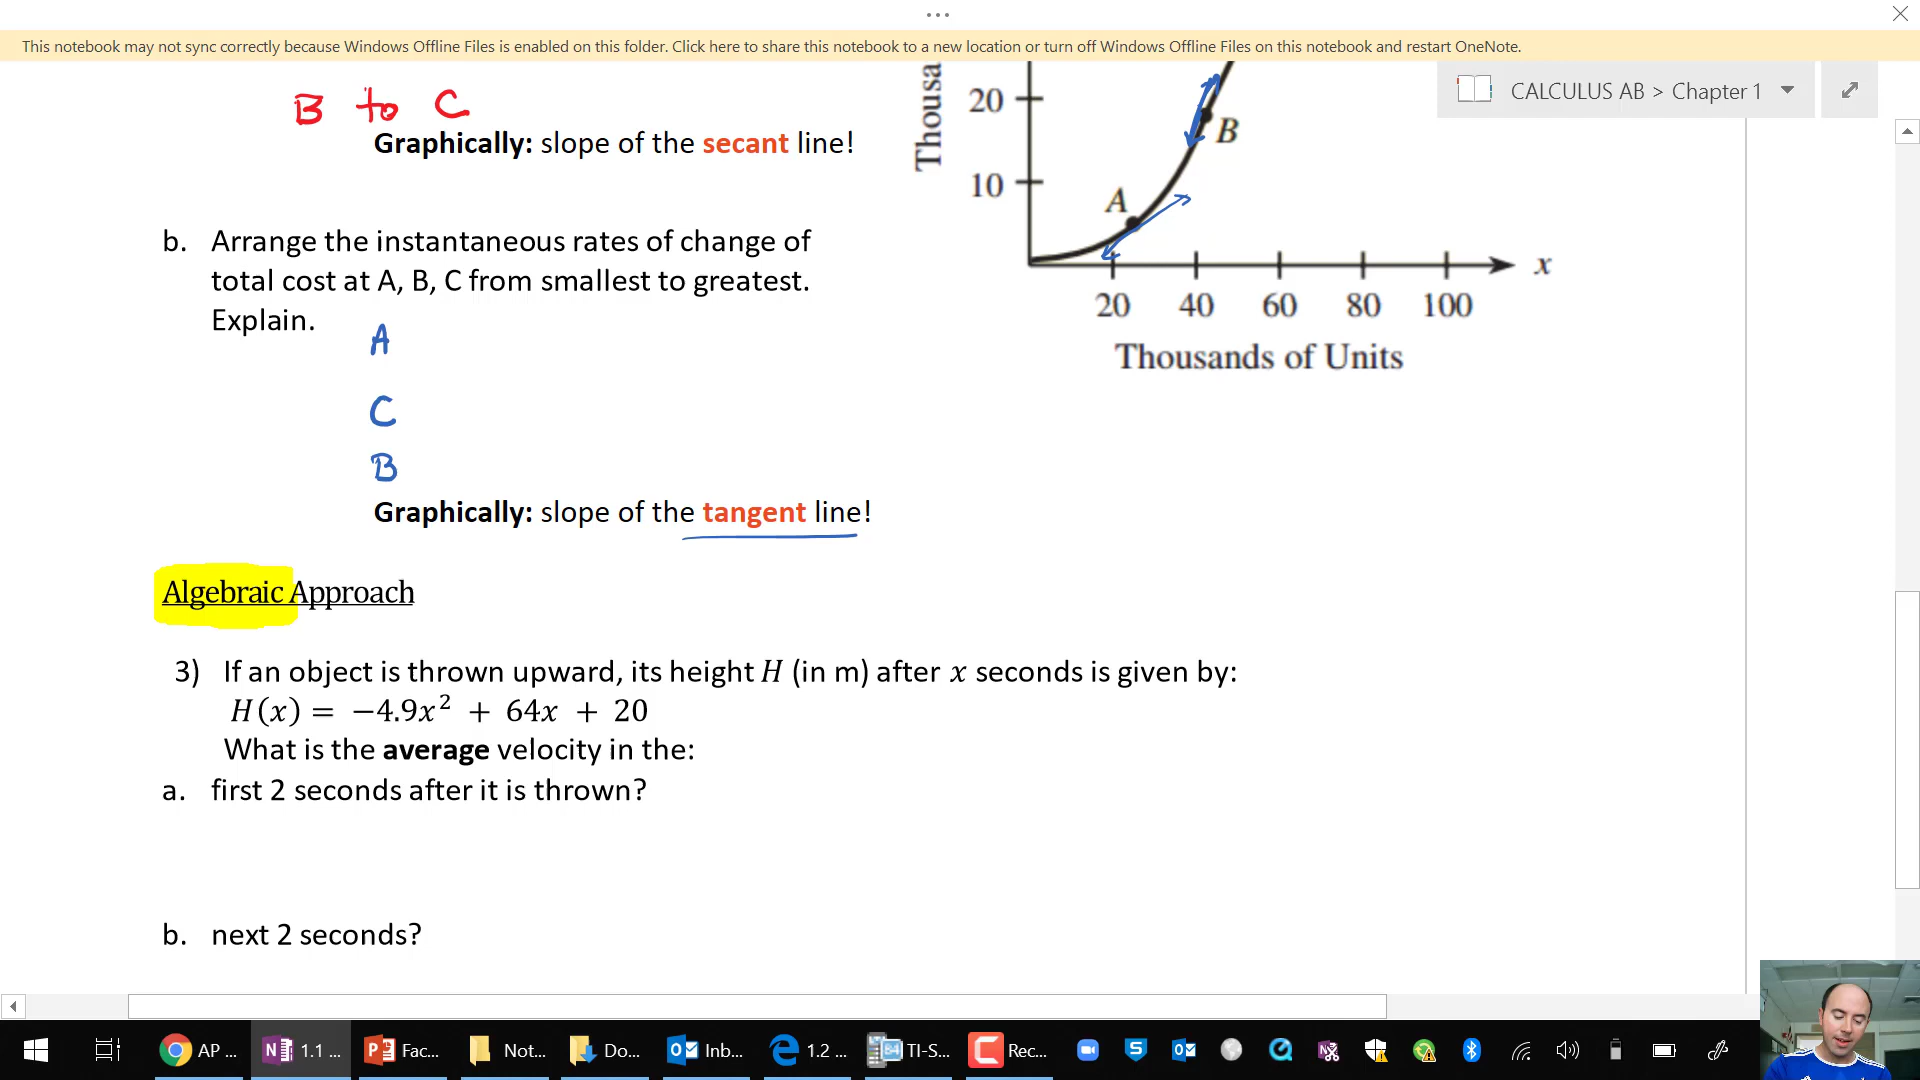 This notebook may not sync correctly because Windows Offline Files is enabled on this folder. Click here to share this notebook to a new location or turn off Windows Offline Files on this notebook and restart OneNote.
CALCULUS AB > Chapter 1
B to C
Graphically: slope of the secant line!
b. Arrange the instantaneous rates of change of
total cost at A, B, C from smallest to greatest.
Explain.
A
C
B
Graphically: slope of the tangent line!
Thousa
20
10
A
B
x
20 40 60 80 100
Thousands of Units
Algebraic Approach
3) If an object is thrown upward, its height H (in m) after x seconds is given by:
H(x) = −4.9x² + 64x + 20
What is the average velocity in the:
a. first 2 seconds after it is thrown?
b. next 2 seconds?
AP ... 1.1 ... Fac... Not... Do... Inb... 1.2 ... TI-S... Rec...